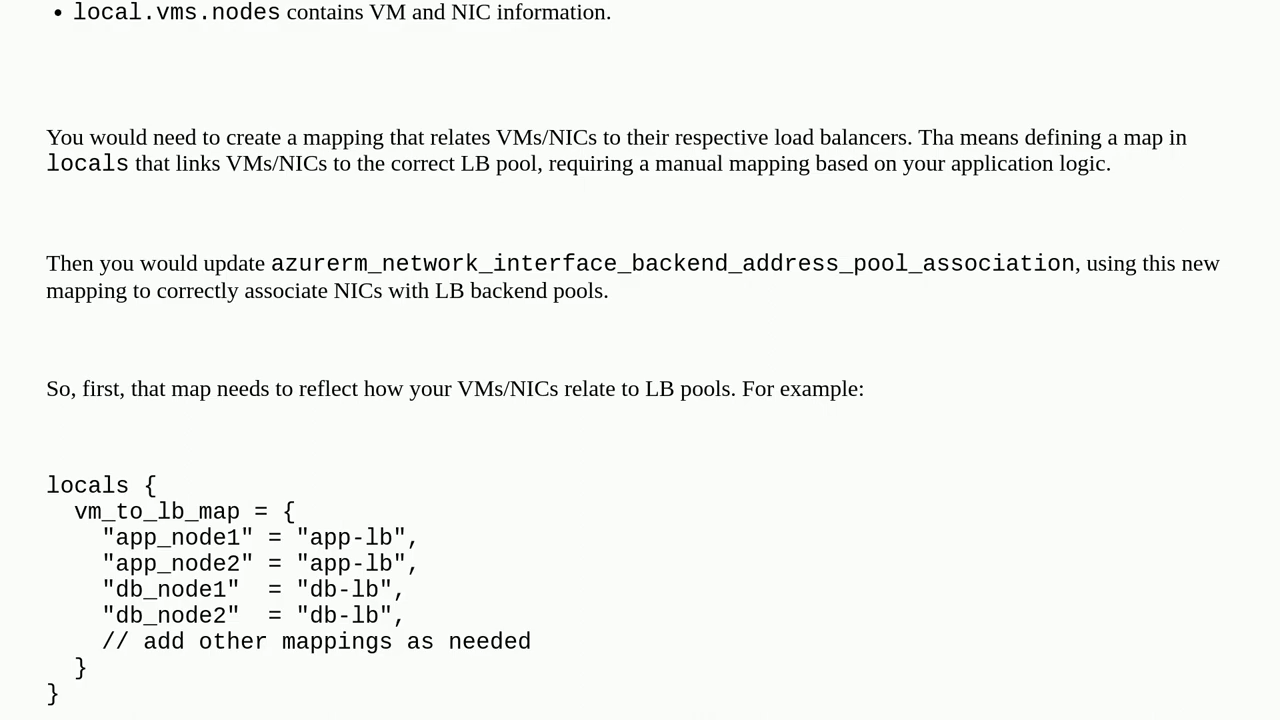 • local.vms.nodes contains VM and NIC information.
You would need to create a mapping that relates VMs/NICs to their respective load balancers. Tha means defining a map in
locals that links VMs/NICs to the correct LB pool, requiring a manual mapping based on your application logic.
Then you would update azurerm_network_interface_backend_address_pool_association, using this new
mapping to correctly associate NICs with LB backend pools.
So, first, that map needs to reflect how your VMs/NICs relate to LB pools. For example:
locals {
  vm_to_lb_map = {
    "app_node1" = "app-lb",
    "app_node2" = "app-lb",
    "db_node1"  = "db-lb",
    "db_node2"  = "db-lb",
    // add other mappings as needed
  }
}